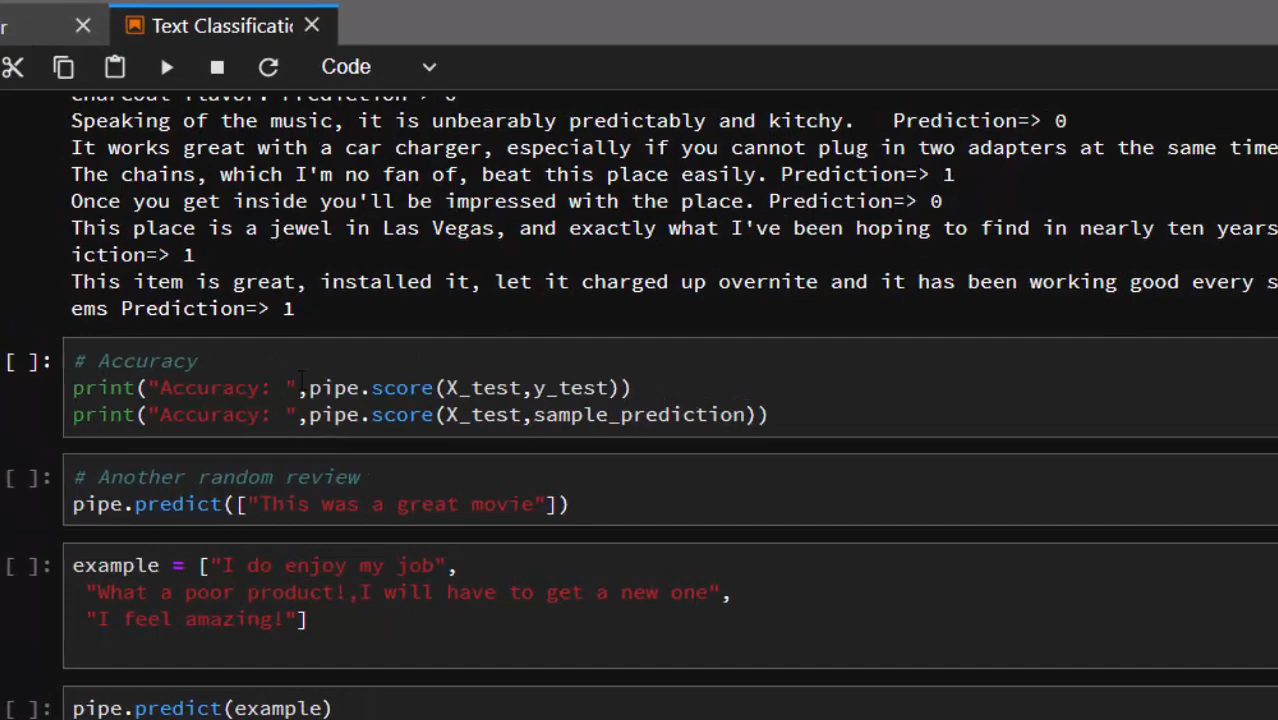 r
Text Classificatio
Code
charcoal flavor. Prediction=> 0
Speaking of the music, it is unbearably predictably and kitchy.   Prediction=> 0
It works great with a car charger, especially if you cannot plug in two adapters at the same time
The chains, which I'm no fan of, beat this place easily. Prediction=> 1
Once you get inside you'll be impressed with the place. Prediction=> 0
This place is a jewel in Las Vegas, and exactly what I've been hoping to find in nearly ten years
iction=> 1
This item is great, installed it, let it charged up overnite and it has been working good every s
ems Prediction=> 1
[ ]: # Accuracy
print("Accuracy: ",pipe.score(X_test,y_test))
print("Accuracy: ",pipe.score(X_test,sample_prediction))
[ ]: # Another random review
pipe.predict(["This was a great movie"])
[ ]: example = ["I do enjoy my job",
"What a poor product!,I will have to get a new one",
"I feel amazing!"]
[ ]: pipe.predict(example)